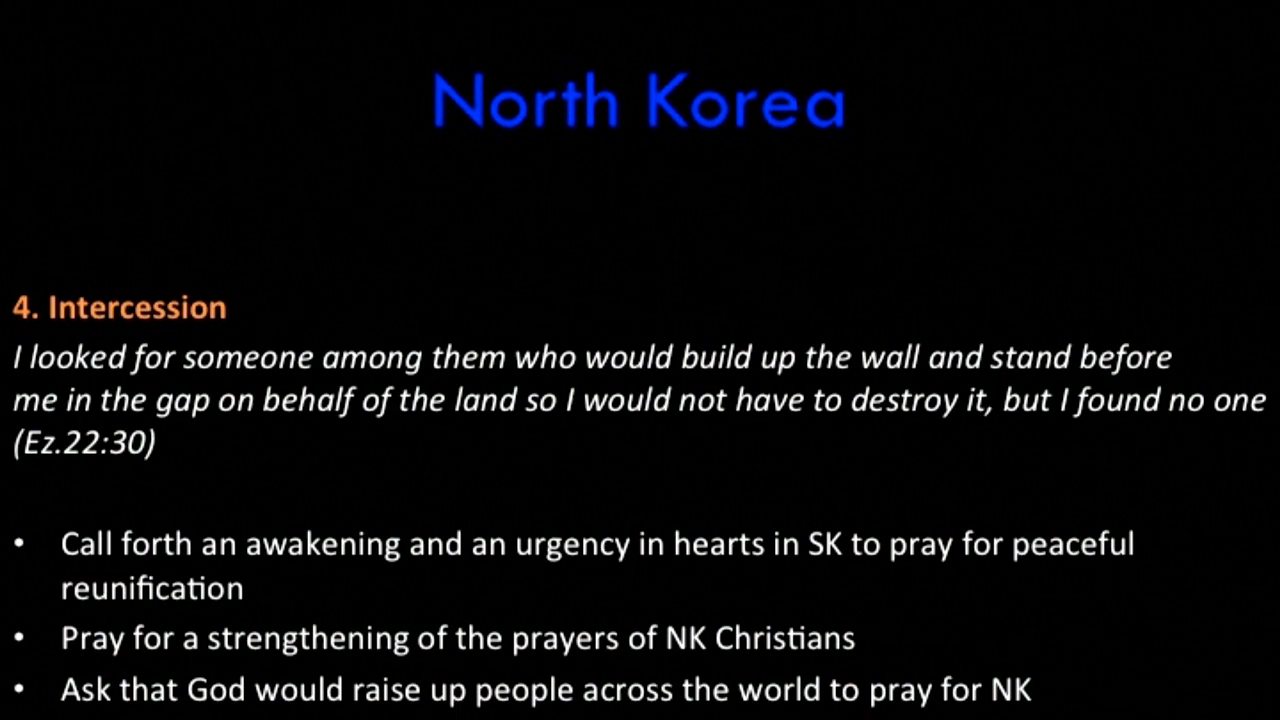 North Korea
4. Intercession
I looked for someone among them who would build up the wall and stand before
me in the gap on behalf of the land so I would not have to destroy it, but I found no one
(Ez.22:30)
• Call forth an awakening and an urgency in hearts in SK to pray for peaceful
reunification
• Pray for a strengthening of the prayers of NK Christians
• Ask that God would raise up people across the world to pray for NK